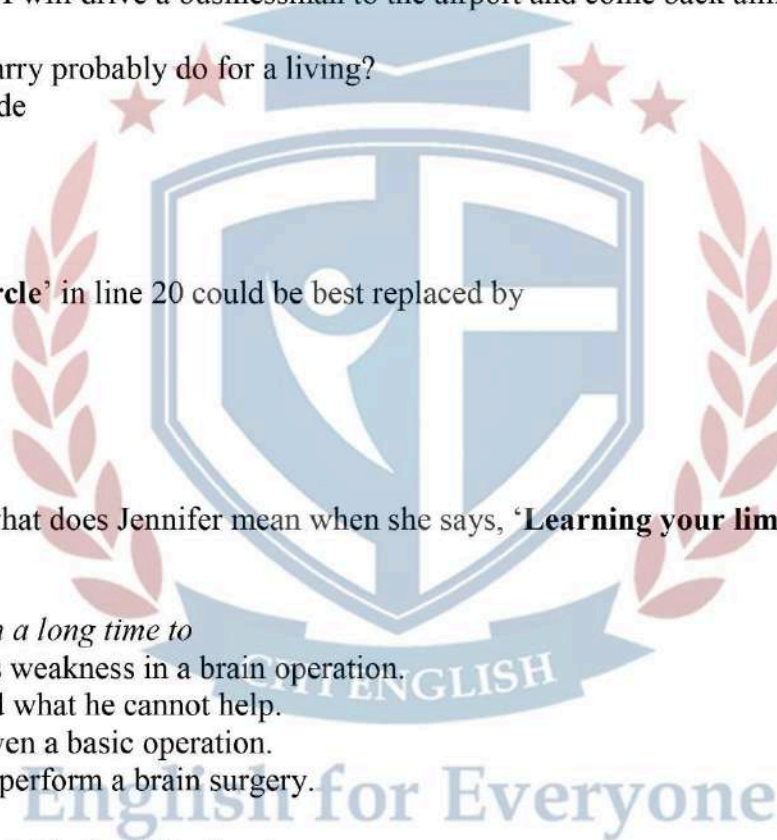 I will drive a businessman to the airport and come back
arry probably do for a living?
de
rcle’ in line 20 could be best replaced by
hat does Jennifer mean when she says, ‘Learning your lim
n a long time to
s weakness in a brain operation.
d what he cannot help.
ven a basic operation.
perform a brain surgery.
CHTT ENGLISH
English for Everyone